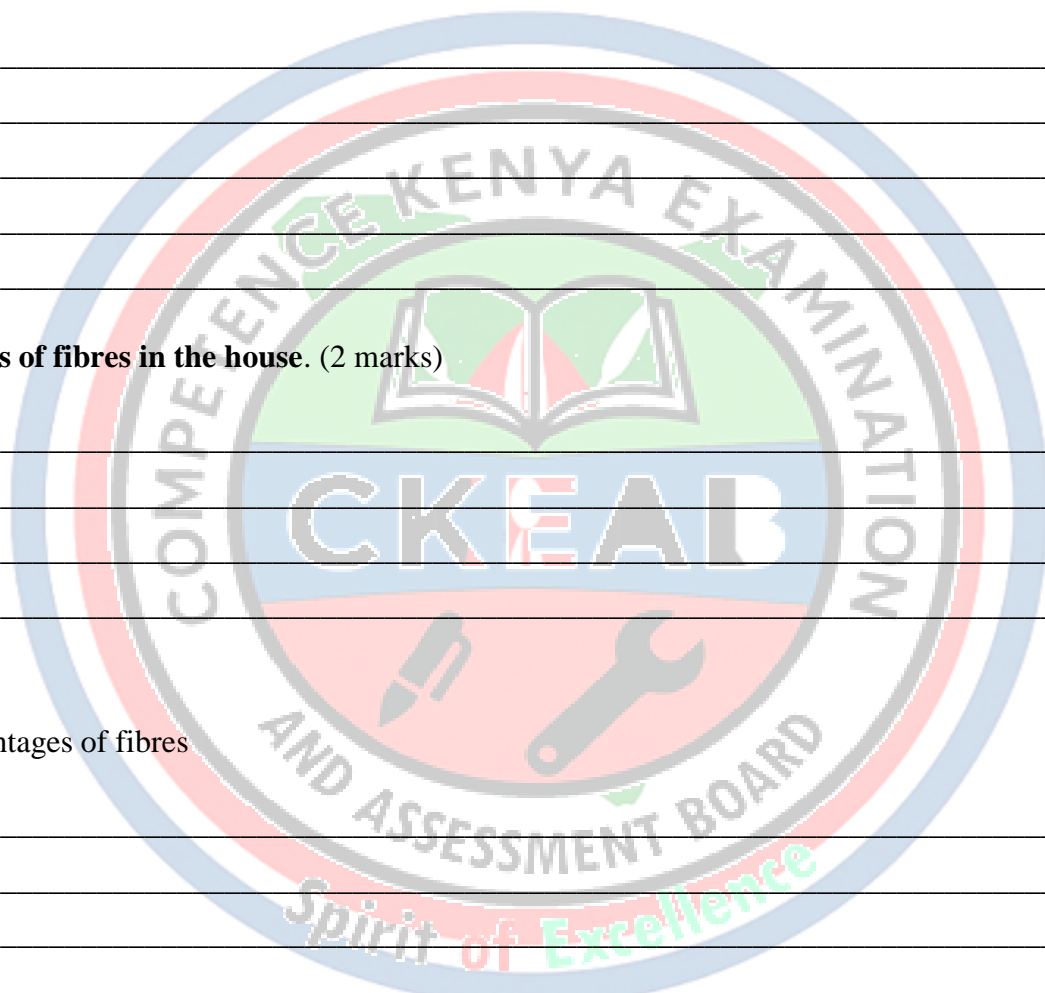 COMPETENCE KENYA EXAMINATION
s of fibres in the house. (2 marks)
CKEAB
ntages of fibres
AND ASSESSMENT BOARD
Spirit of Excellence